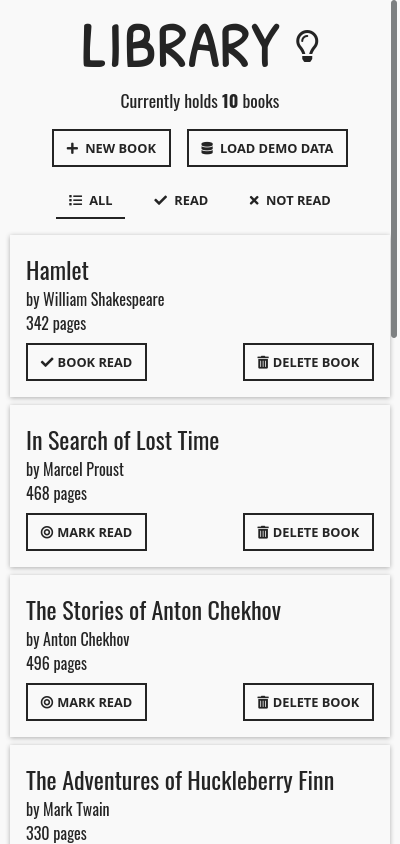 LIBRARY
Currently holds 10 books
NEW BOOK LOAD DEMO DATA
ALL READ NOT READ
Hamlet
by William Shakespeare
342 pages
BOOK READ DELETE BOOK
In Search of Lost Time
by Marcel Proust
468 pages
MARK READ DELETE BOOK
The Stories of Anton Chekhov
by Anton Chekhov
496 pages
MARK READ DELETE BOOK
The Adventures of Huckleberry Finn
by Mark Twain
330 pages